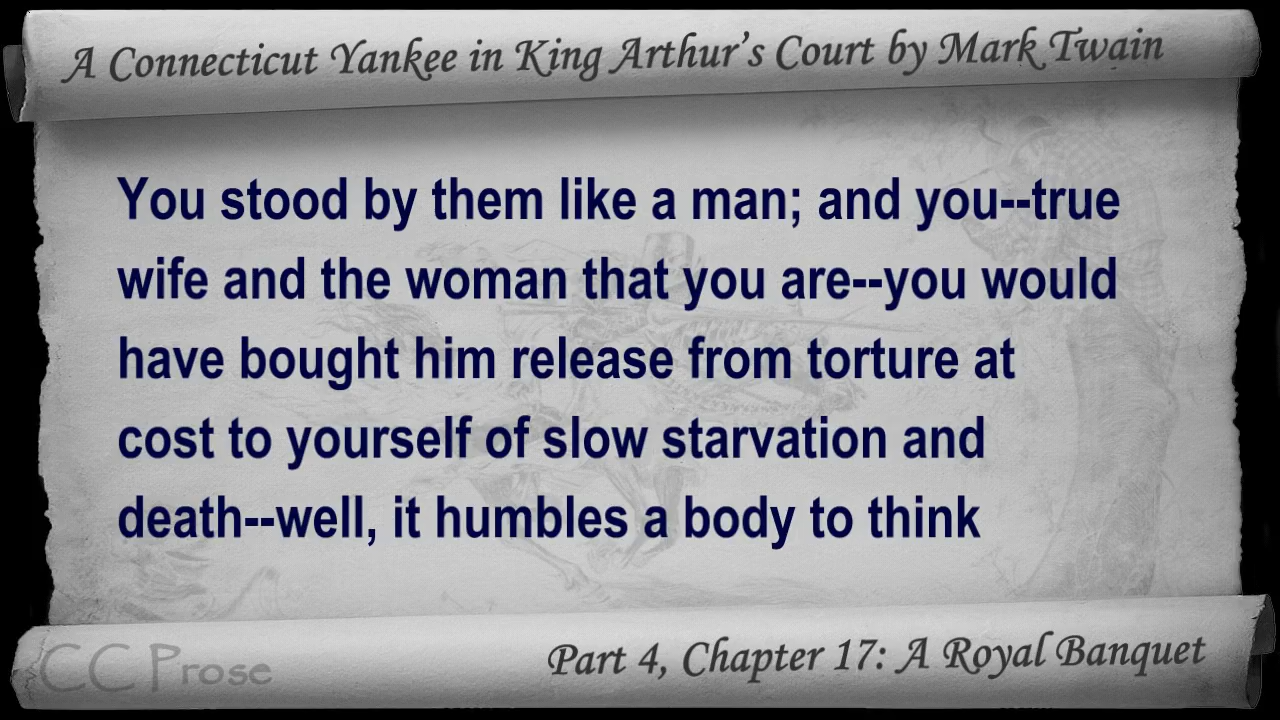 A Connecticut Yankee in King Arthur's Court by Mark Twain
You stood by them like a man; and you--true
wife and the woman that you are--you would
have bought him release from torture at
cost to yourself of slow starvation and
death--well, it humbles a body to think
CC Prose
Part 4, Chapter 17: A Royal Banquet